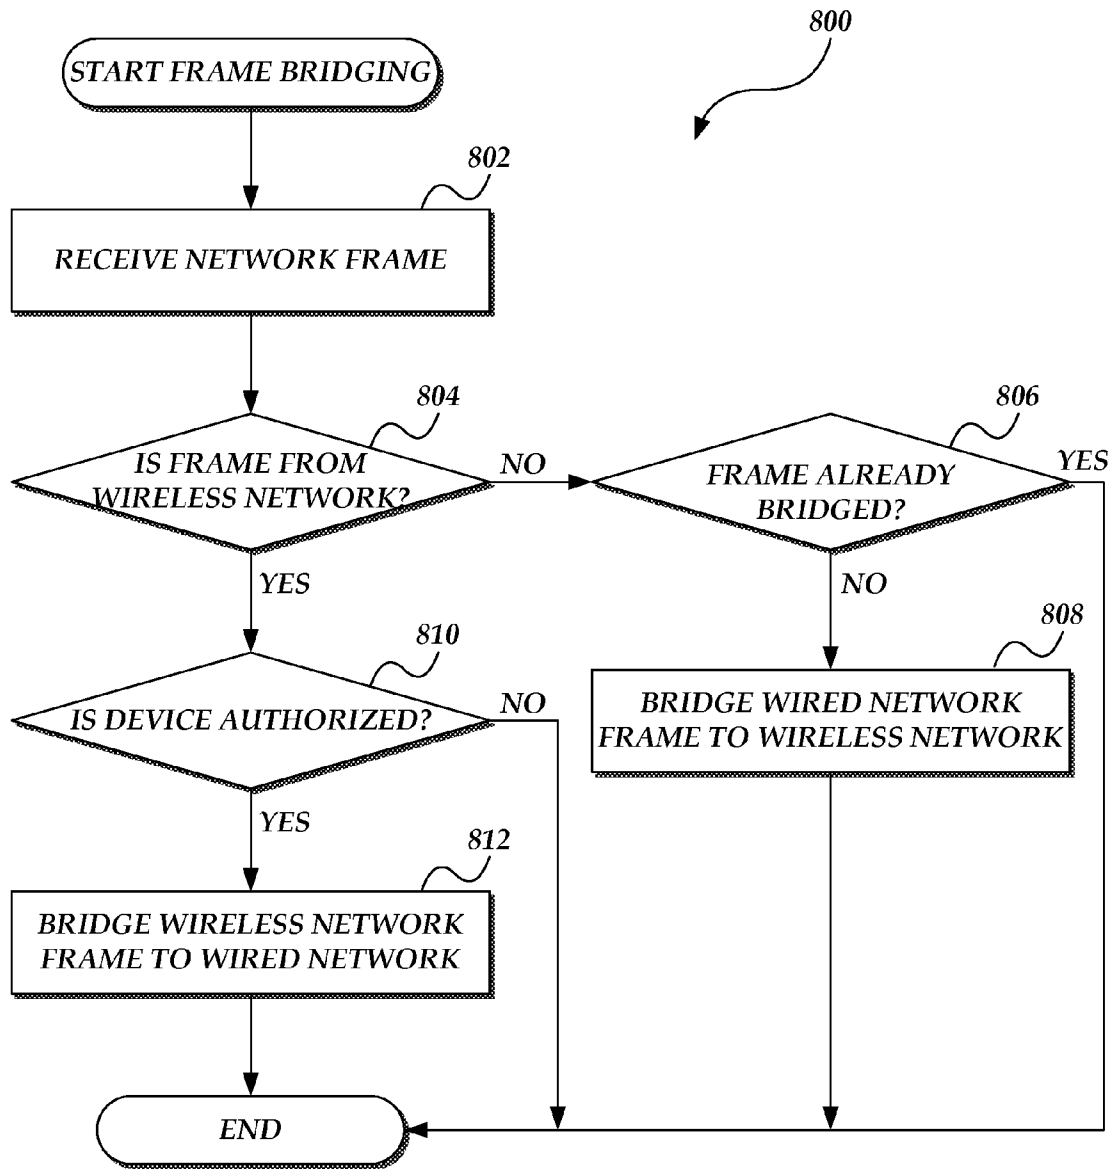 800
START FRAME BRIDGING
802
RECEIVE NETWORK FRAME
804
IS FRAME FROM
WIRELESS NETWORK?
NO
806
FRAME ALREADY
BRIDGED?
YES
YES
NO
810
IS DEVICE AUTHORIZED?
NO
808
BRIDGE WIRED NETWORK
FRAME TO WIRELESS NETWORK
YES
812
BRIDGE WIRELESS NETWORK
FRAME TO WIRED NETWORK
END